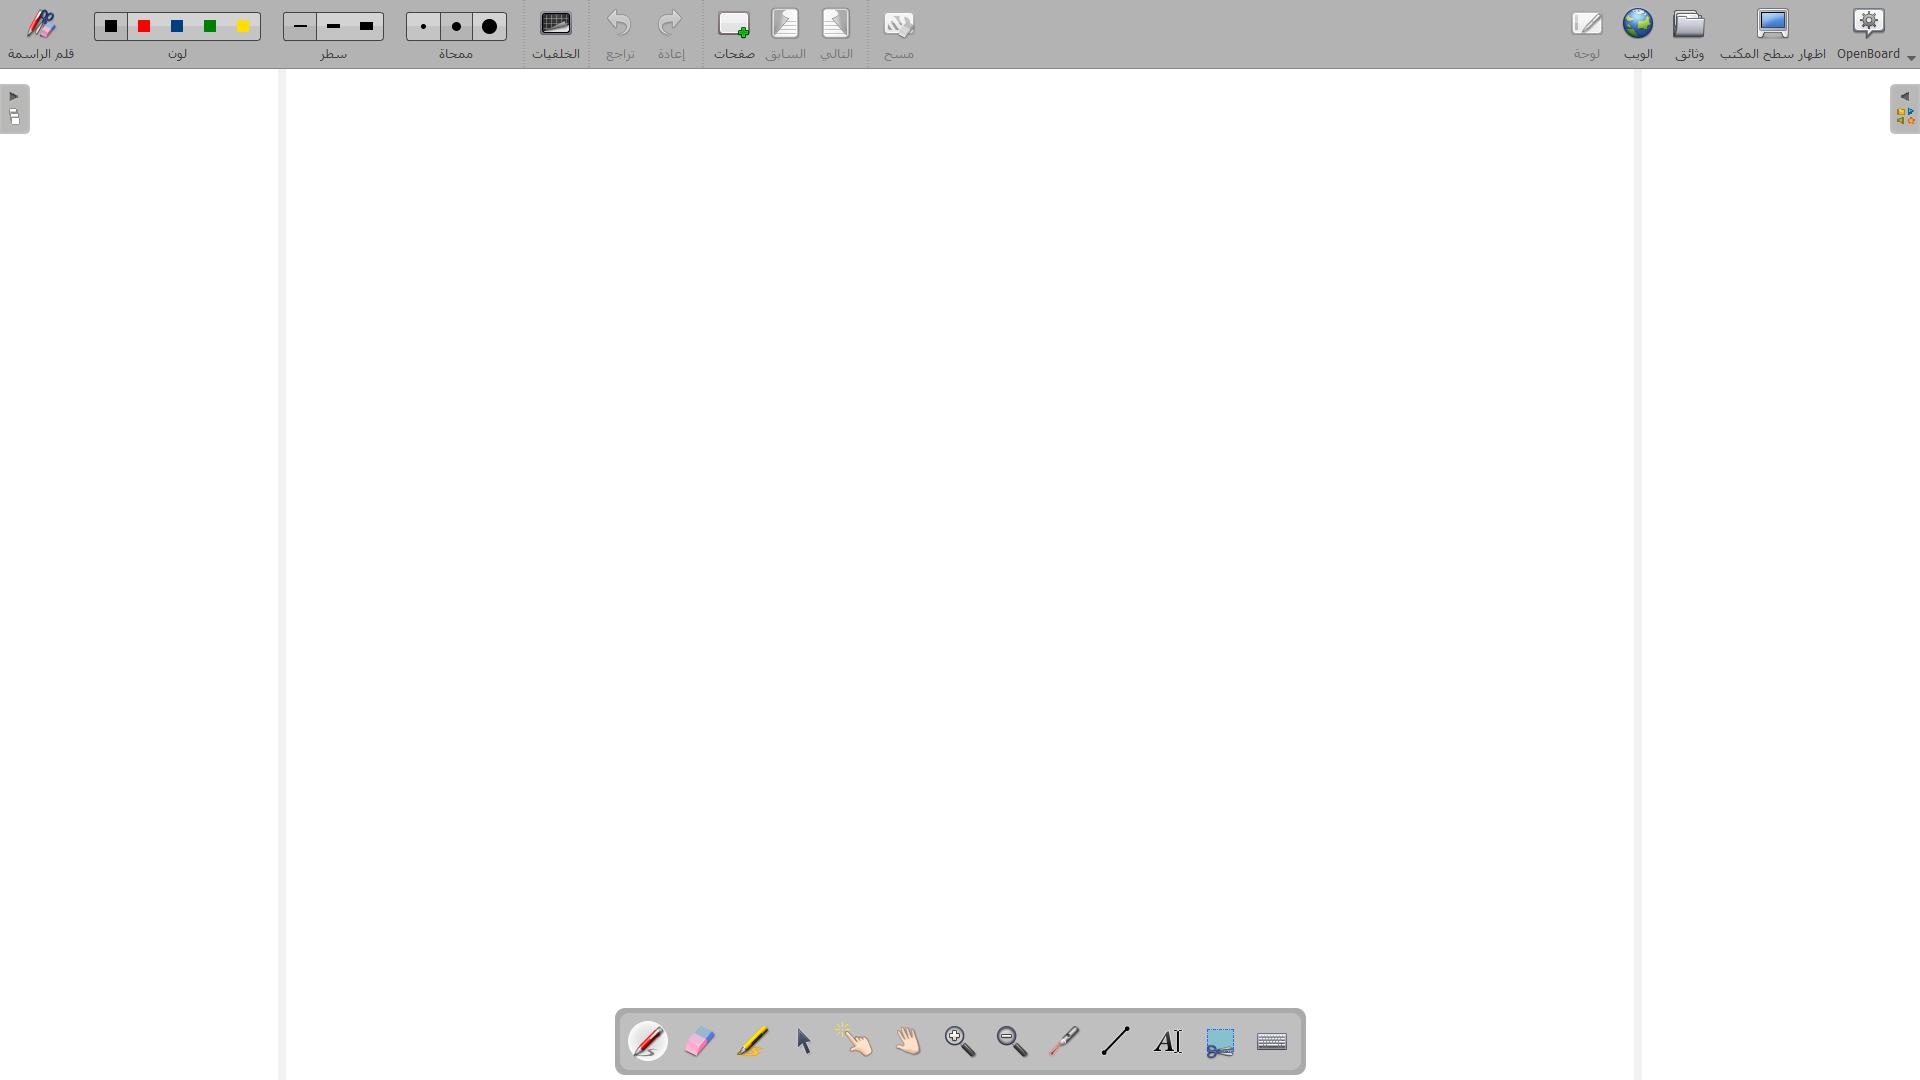 قلم الراسمة
لون
سطر
ممحاة
الخلفيات
تراجع
إعادة
صفحات
السابق
التالي
مسح
لوحة
الويب
وثائق
اظهار سطح المكتب
OpenBoard